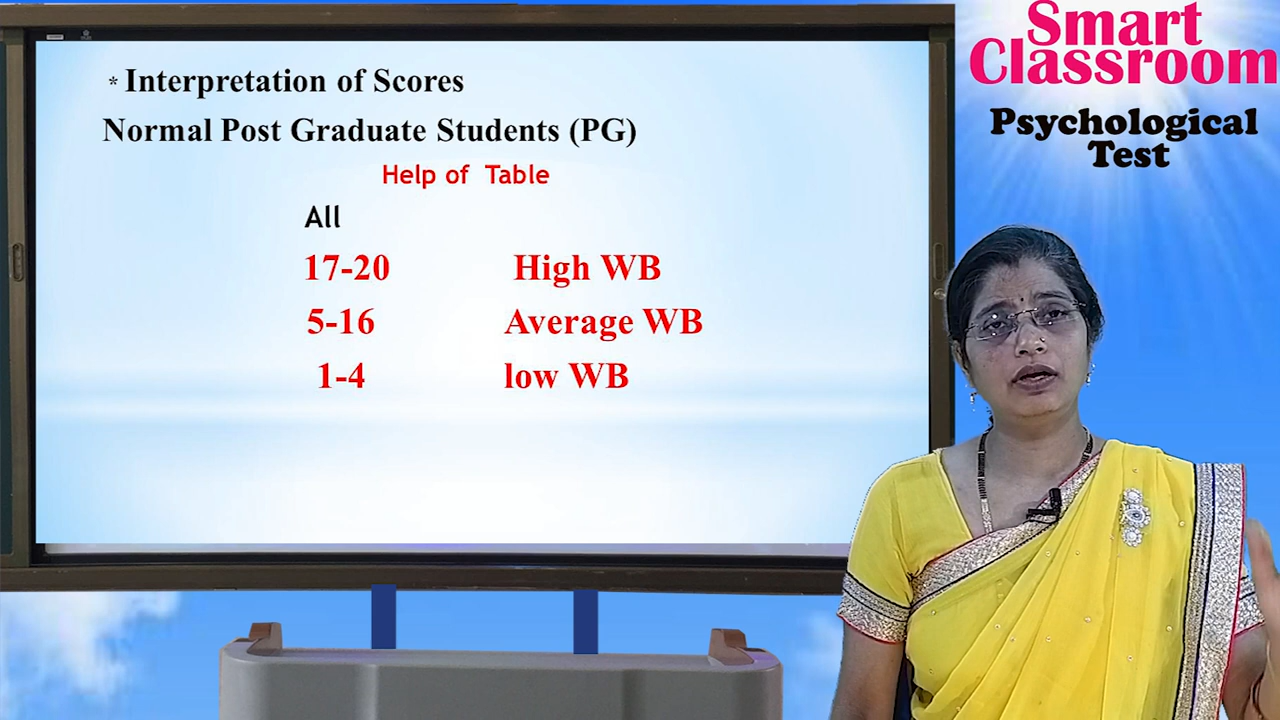 * Interpretation of Scores
Normal Post Graduate Students (PG)
Help of Table
All
17-20 High WB
5-16 Average WB
1-4 low WB
Smart
Classroom
Psychological
Test